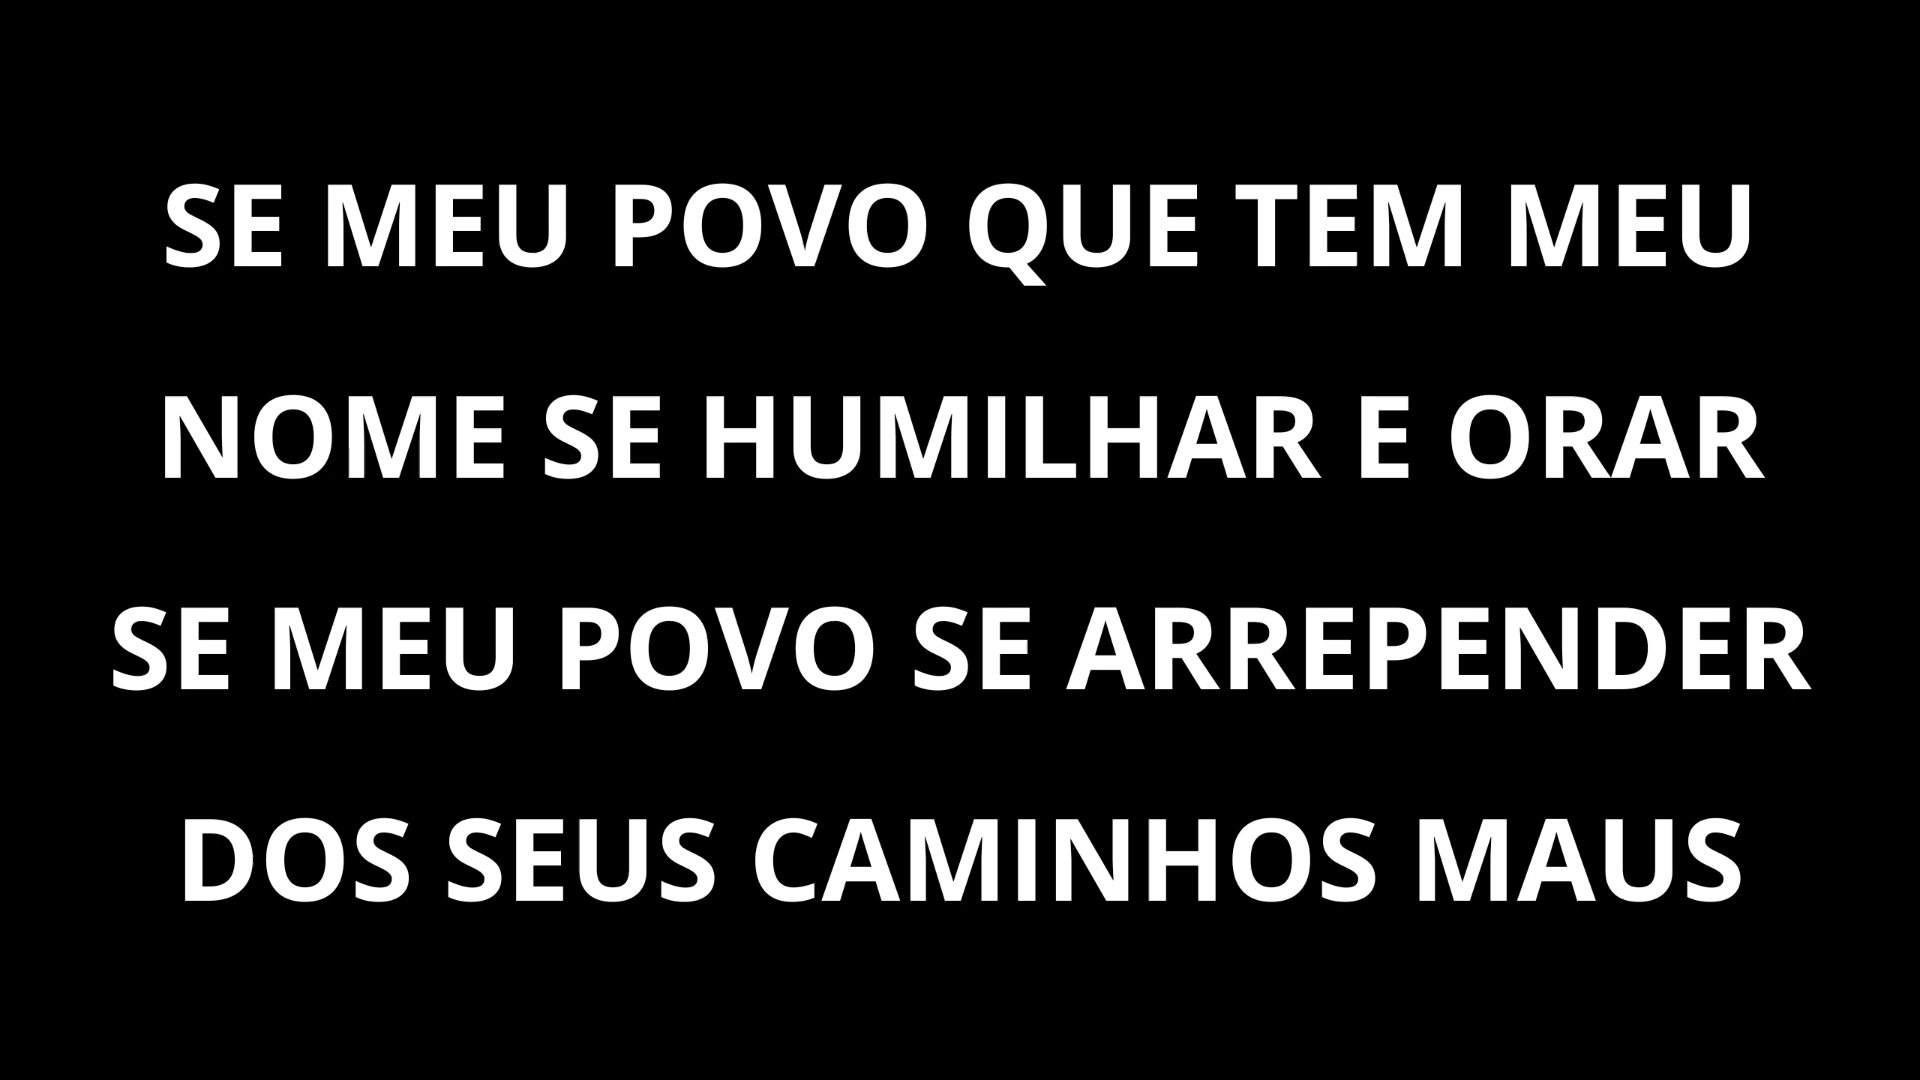 SE MEU POVO QUE TEM MEU
NOME SE HUMILHAR E ORAR
SE MEU POVO SE ARREPENDER
DOS SEUS CAMINHOS MAUS